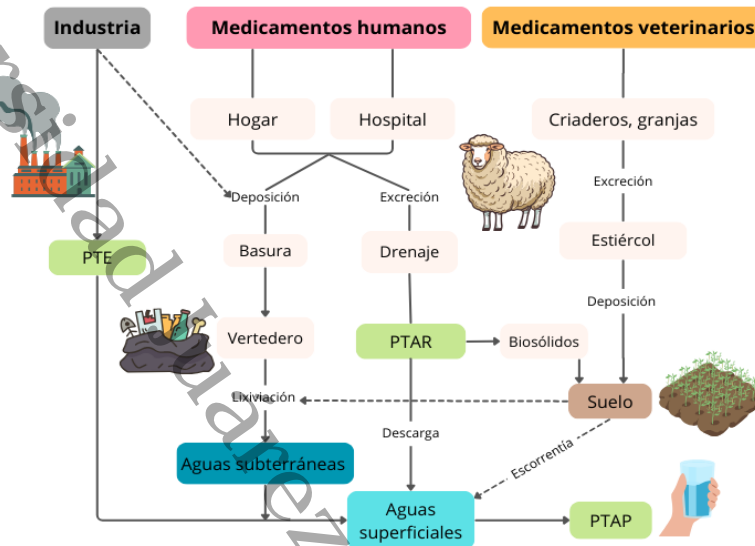 Industria
Medicamentos humanos
Medicamentos veterinarios
Hogar
Hospital
Criaderos, granjas
Deposición
Excreción
Excreción
PTE
Basura
Drenaje
Estiércol
Deposición
Vertedero
PTAR
Biosólidos
Lixiviación
Suelo
Descarga
Escorrentía
Aguas subterráneas
Aguas
superficiales
PTAP
Juarez